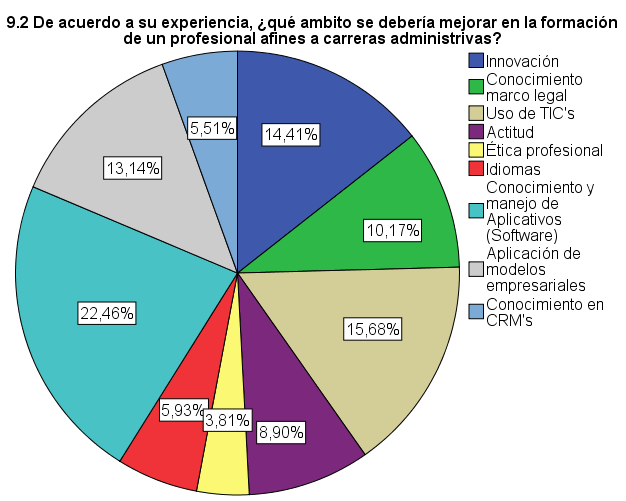 9.2 De acuerdo a su experiencia, ¿qué ambito se debería mejorar en la formación
de un profesional afines a carreras administrivas?
Innovación
Conocimiento
marco legal
Uso de TIC's
Actitud
Ética profesional
Idiomas
Conocimiento y
manejo de
Aplicativos
(Software)
Aplicación de
modelos
empresariales
Conocimiento en
CRM's
5,51%
14,41%
13,14%
10,17%
22,46%
15,68%
5,93%
3,81%
8,90%